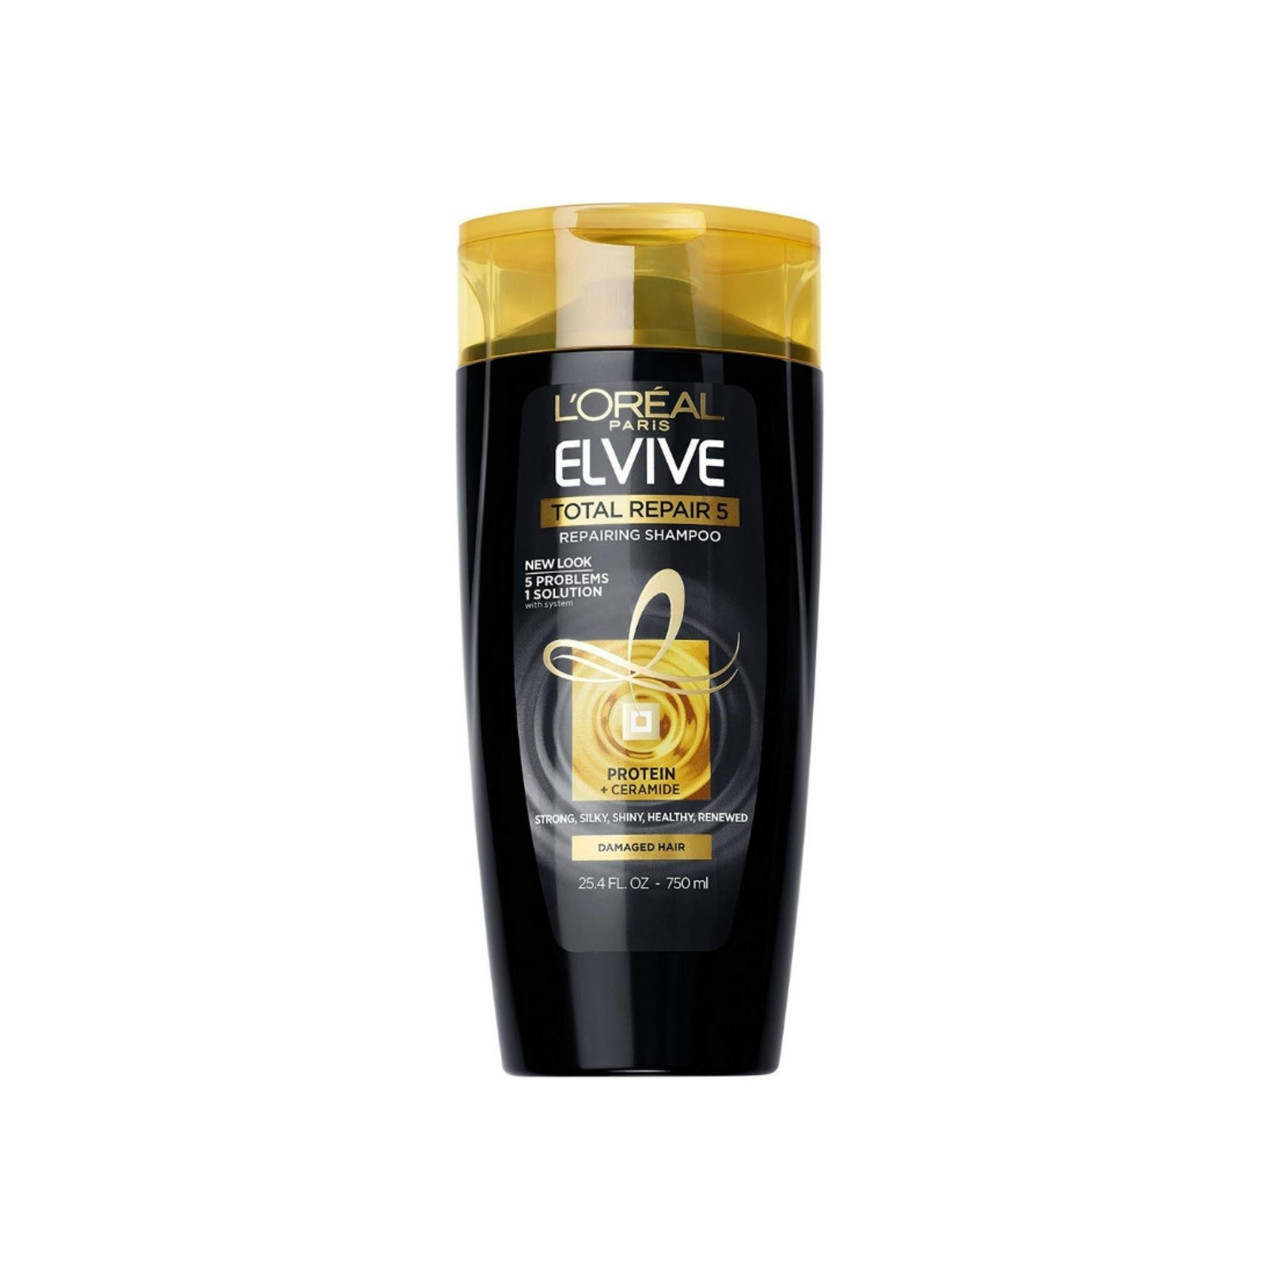 L'ORÉAL
PARIS
ELVIVE
TOTAL REPAIR 5
REPAIRING SHAMPOO
NEW LOOK
5 PROBLEMS
1 SOLUTION
with system
PROTEIN
+ CERAMIDE
STRONG, SILKY, SHINY, HEALTHY, RENEWED
DAMAGED HAIR
25.4 FL. OZ - 750 ml